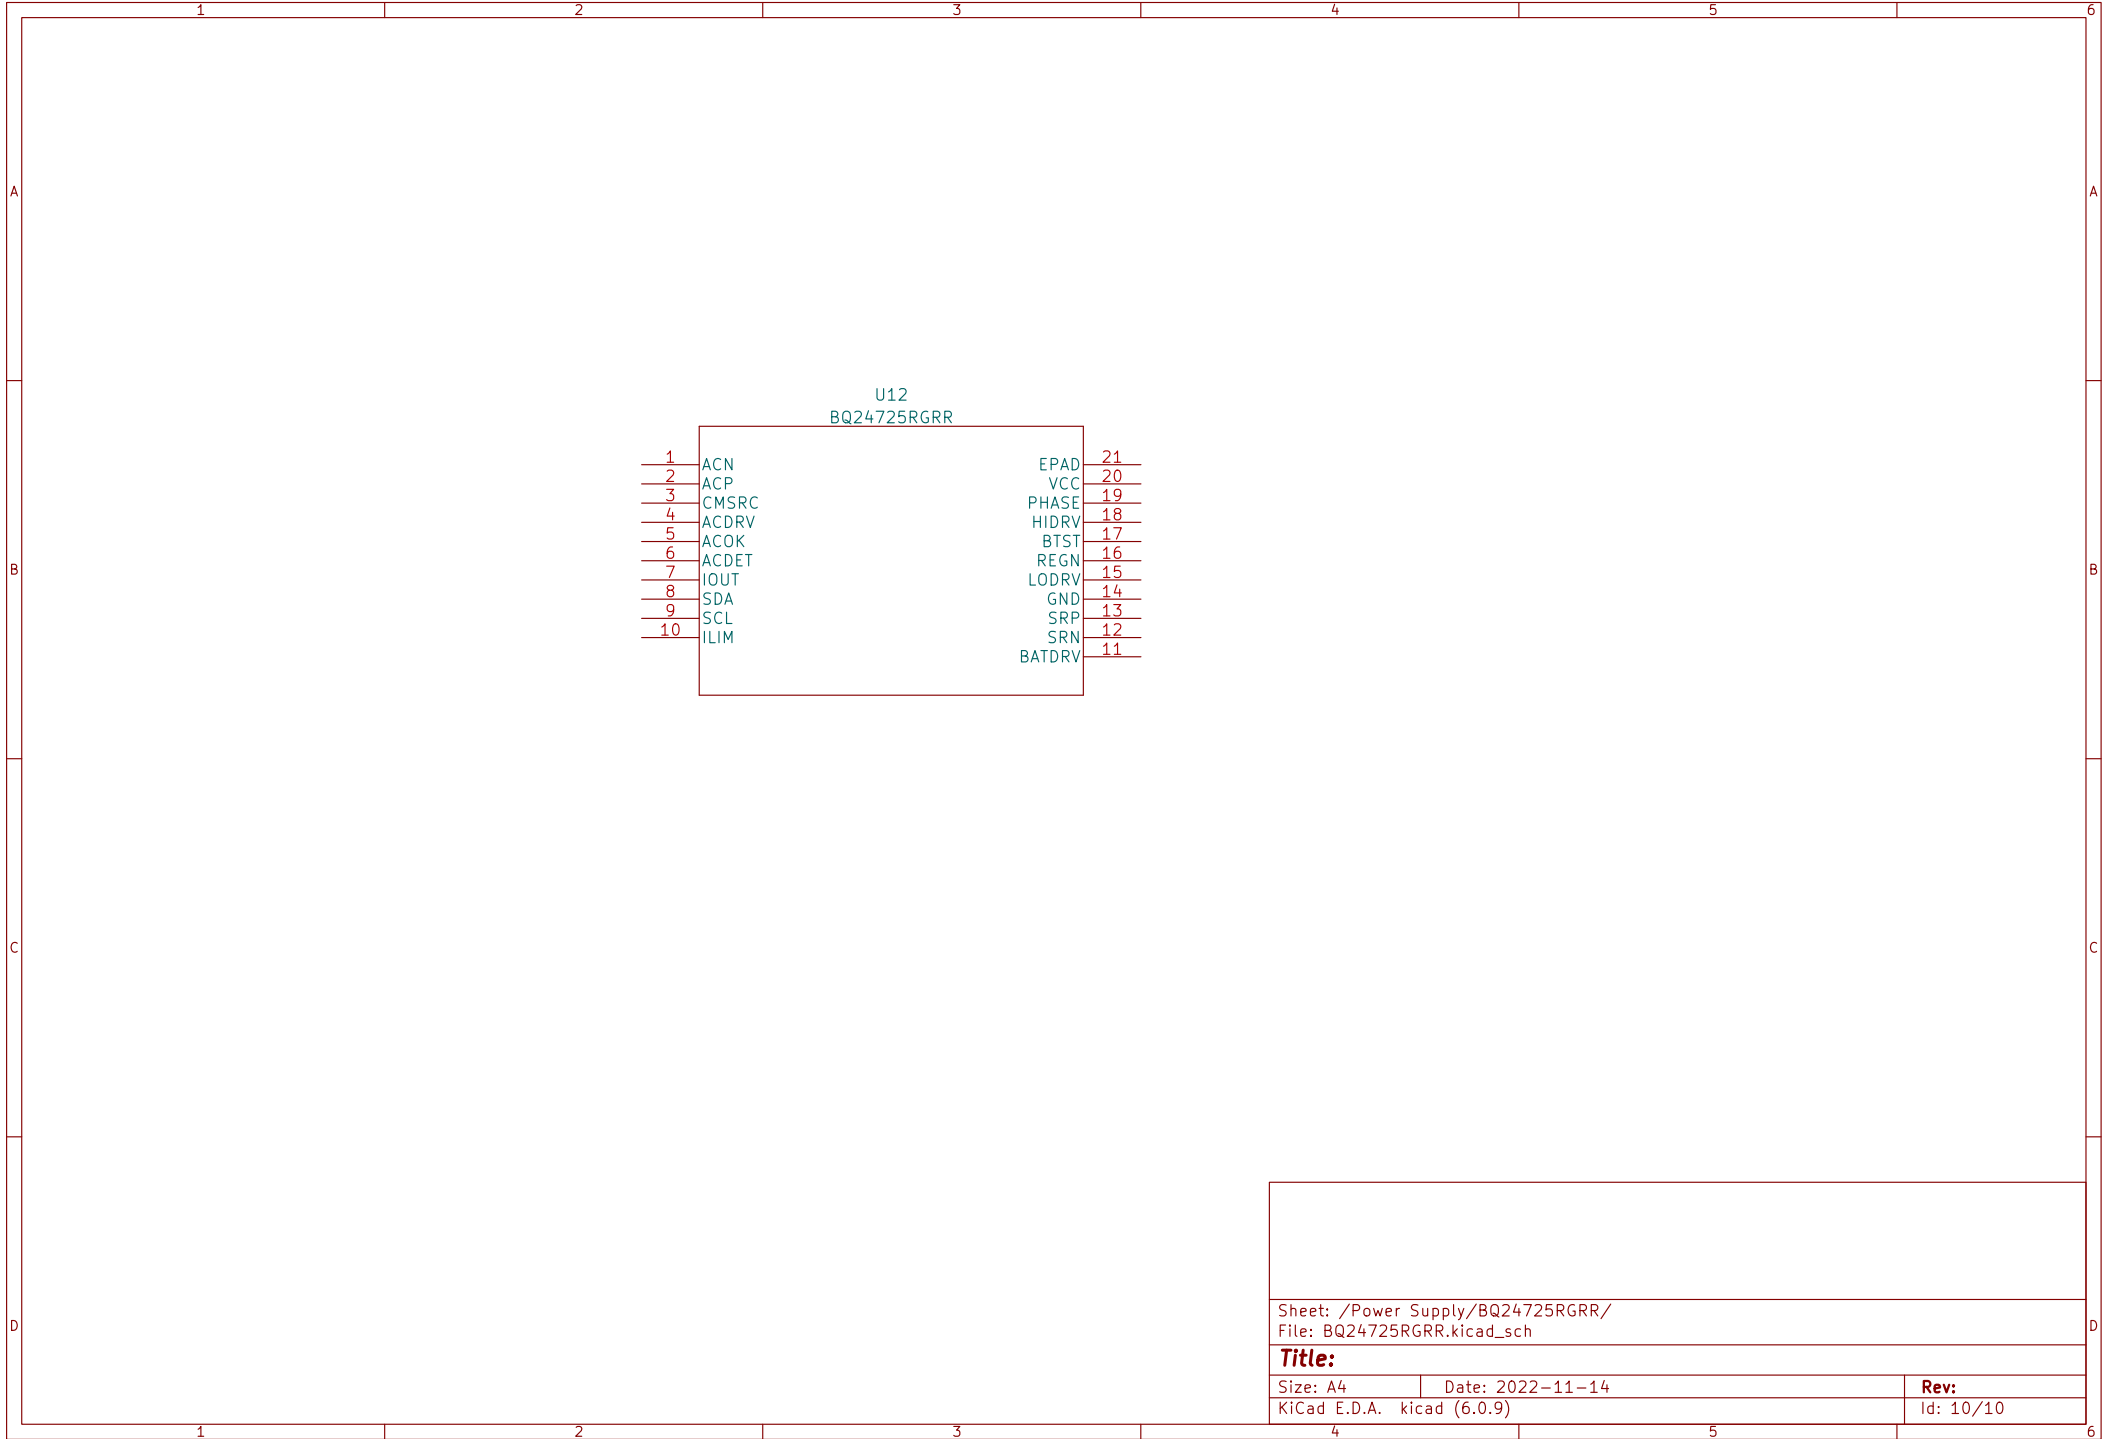 1 2 3 4 5 6
A A
U12
BQ24725RGRR
1 ACN EPAD 21
2 ACP VCC 20
3 CMSRC PHASE 19
4 ACDRV HIDRV 18
5 ACOK BTST 17
6 ACDET REGN 16
B B
7 IOUT LODRV 15
8 SDA GND 14
9 SCL SRP 13
10 ILIM SRN 12
BATDRV 11
C C
Sheet: /Power Supply/BQ24725RGRR/
D D
File: BQ24725RGRR.kicad_sch
Title:
Size: A4 Date: 2022-11-14 Rev:
KiCad E.D.A. kicad (6.0.9) Id: 10/10
1 2 3 4 5 6